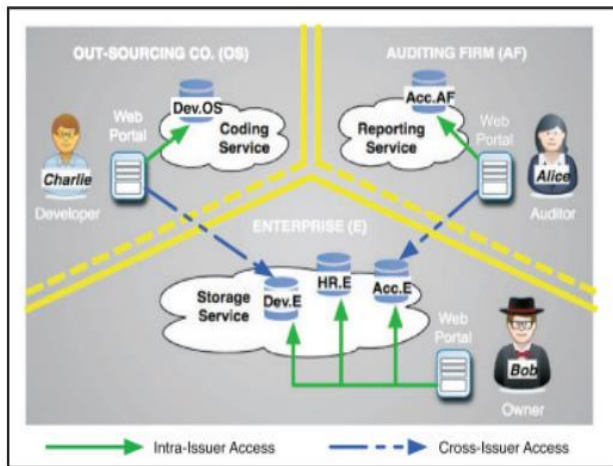 OUT-SOURCING CO. (OS)
AUDITING FIRM (AF)
Web
Portal
Dev.OS
Coding
Service
Charlie
Developer
Acc.AF
Reporting
Service
Web
Portal
Alice
Auditor
ENTERPRISE (E)
Storage
Service
Dev.E
HR.E
Acc.E
Web
Portal
Bob
Owner
Intra-Issuer Access
Cross-Issuer Access